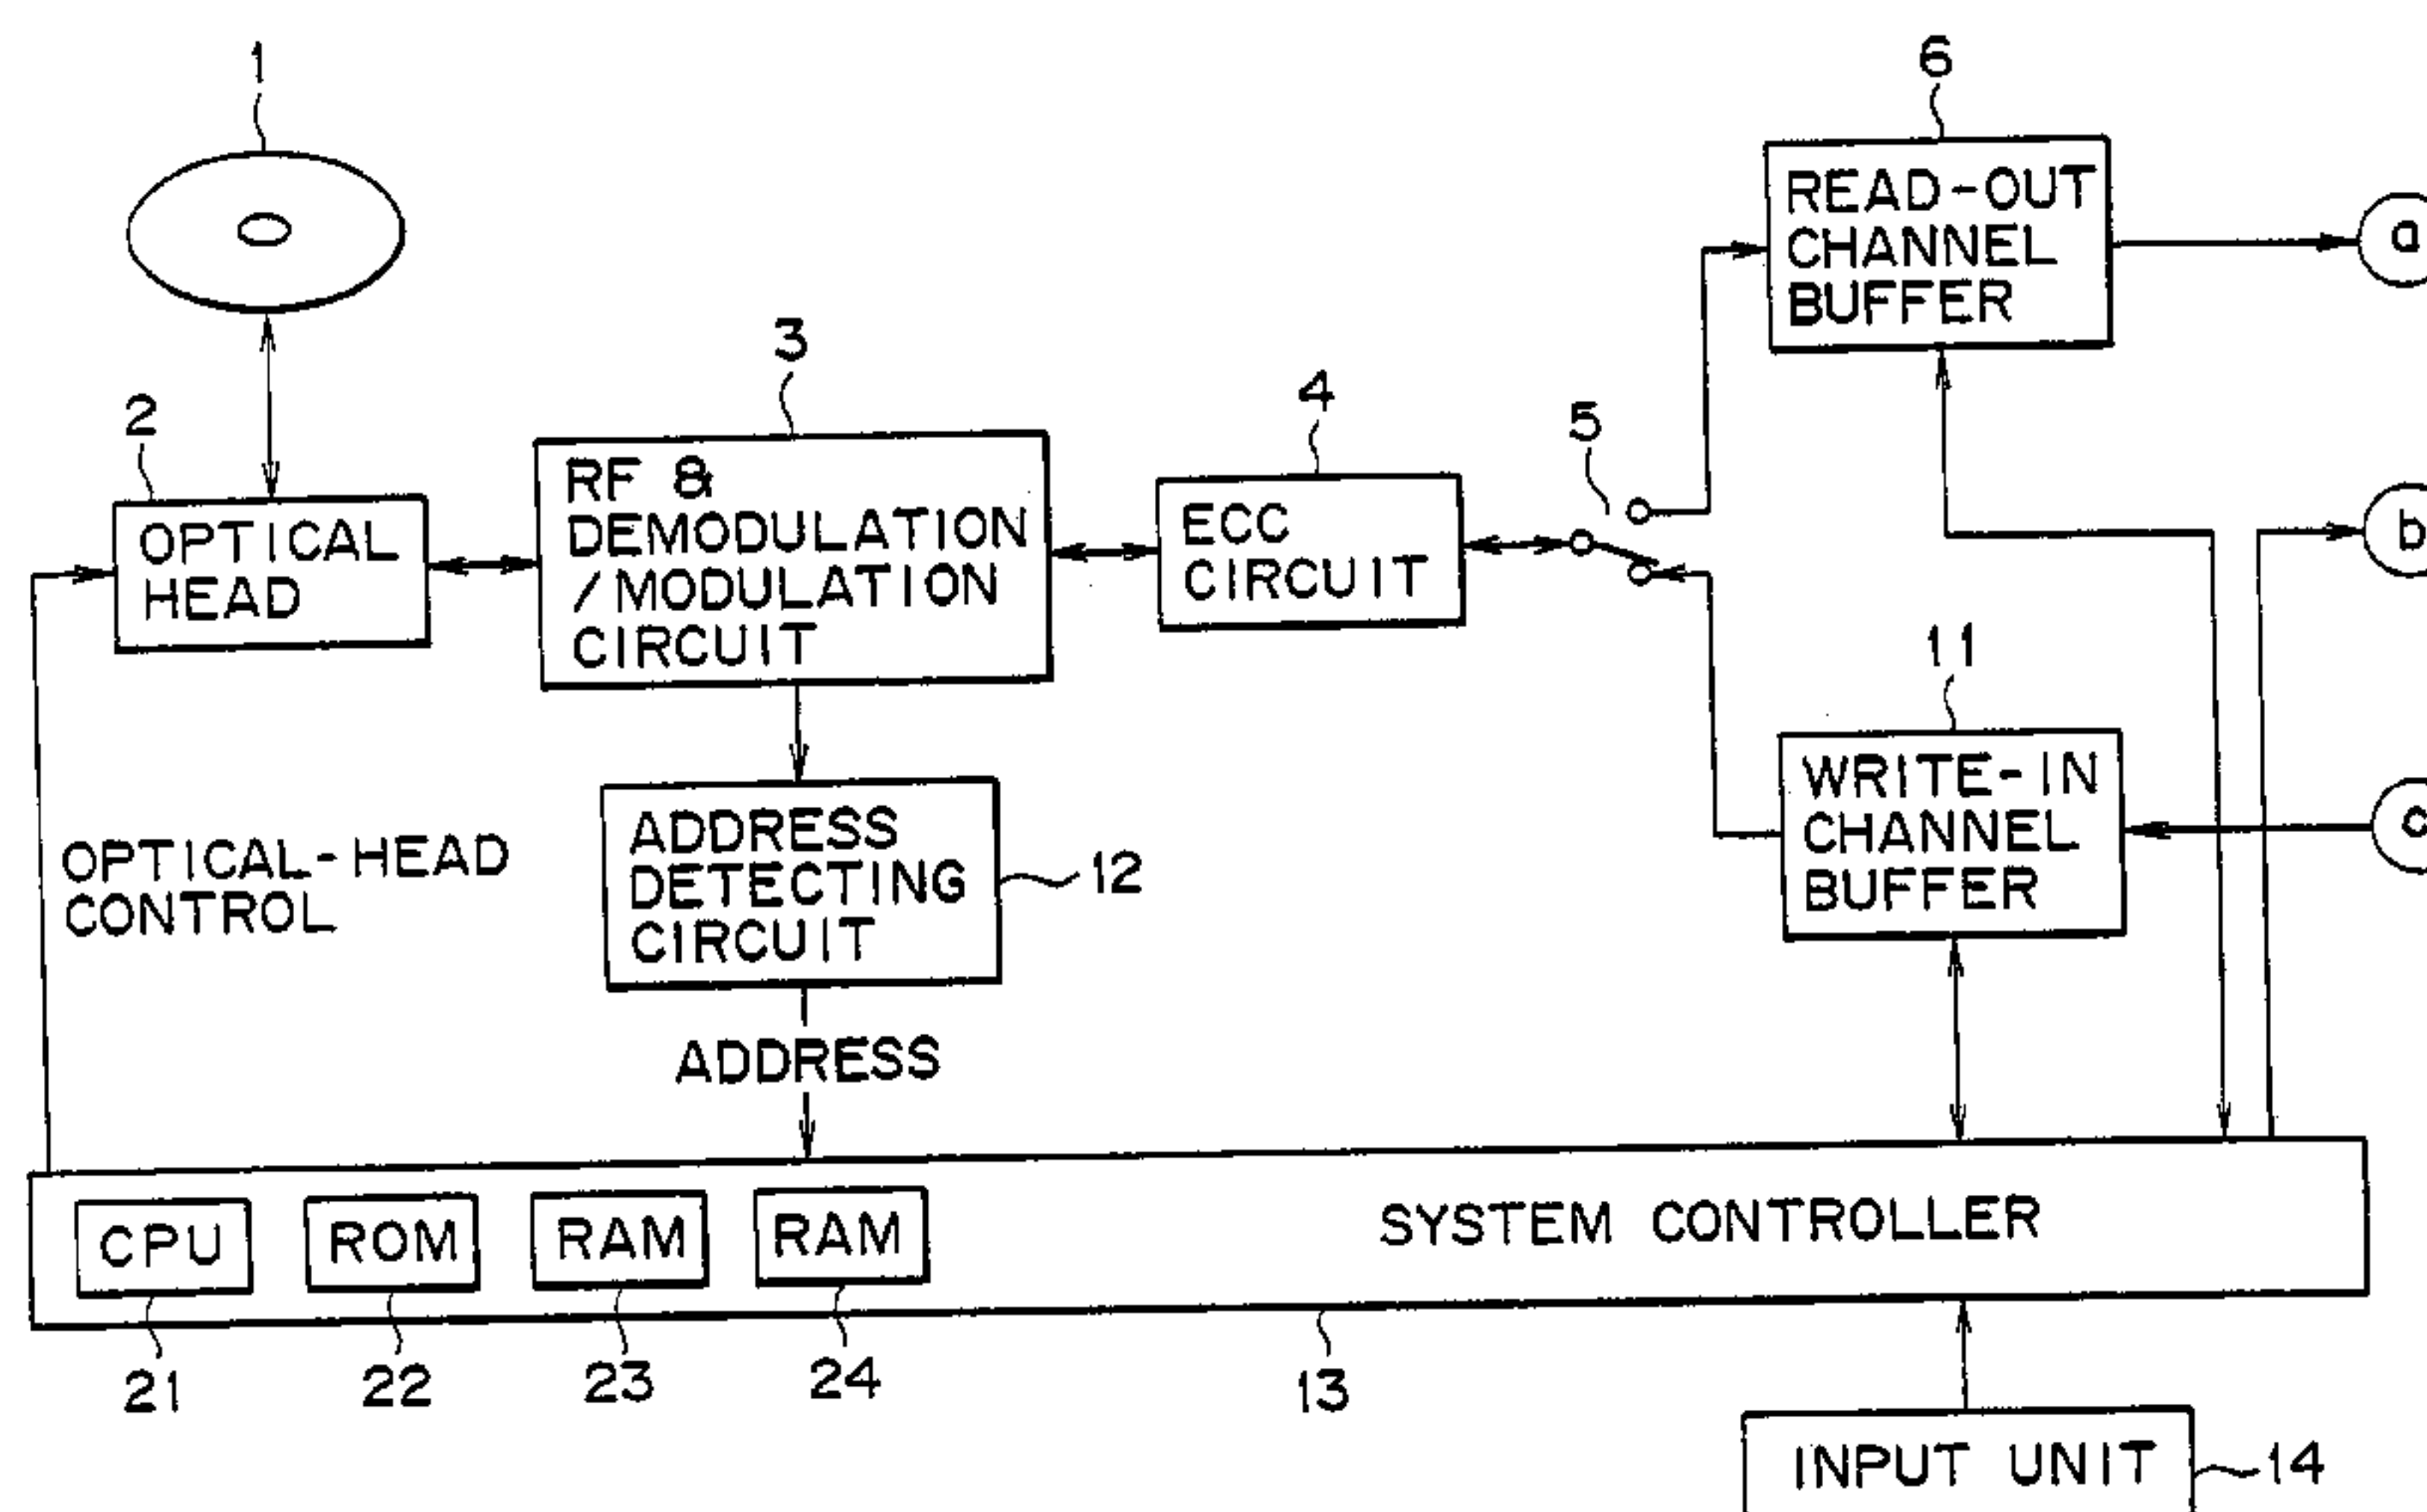 1
6
READ-OUT
CHANNEL
BUFFER
a
3
4
5
2
OPTICAL
HEAD
RF &
DEMODULATION
/MODULATION
CIRCUIT
ECC
CIRCUIT
b
11
WRITE-IN
CHANNEL
BUFFER
c
ADDRESS
DETECTING
CIRCUIT
12
OPTICAL-HEAD
CONTROL
ADDRESS
CPU
ROM
RAM
RAM
SYSTEM CONTROLLER
21
22
23
24
13
INPUT UNIT
14